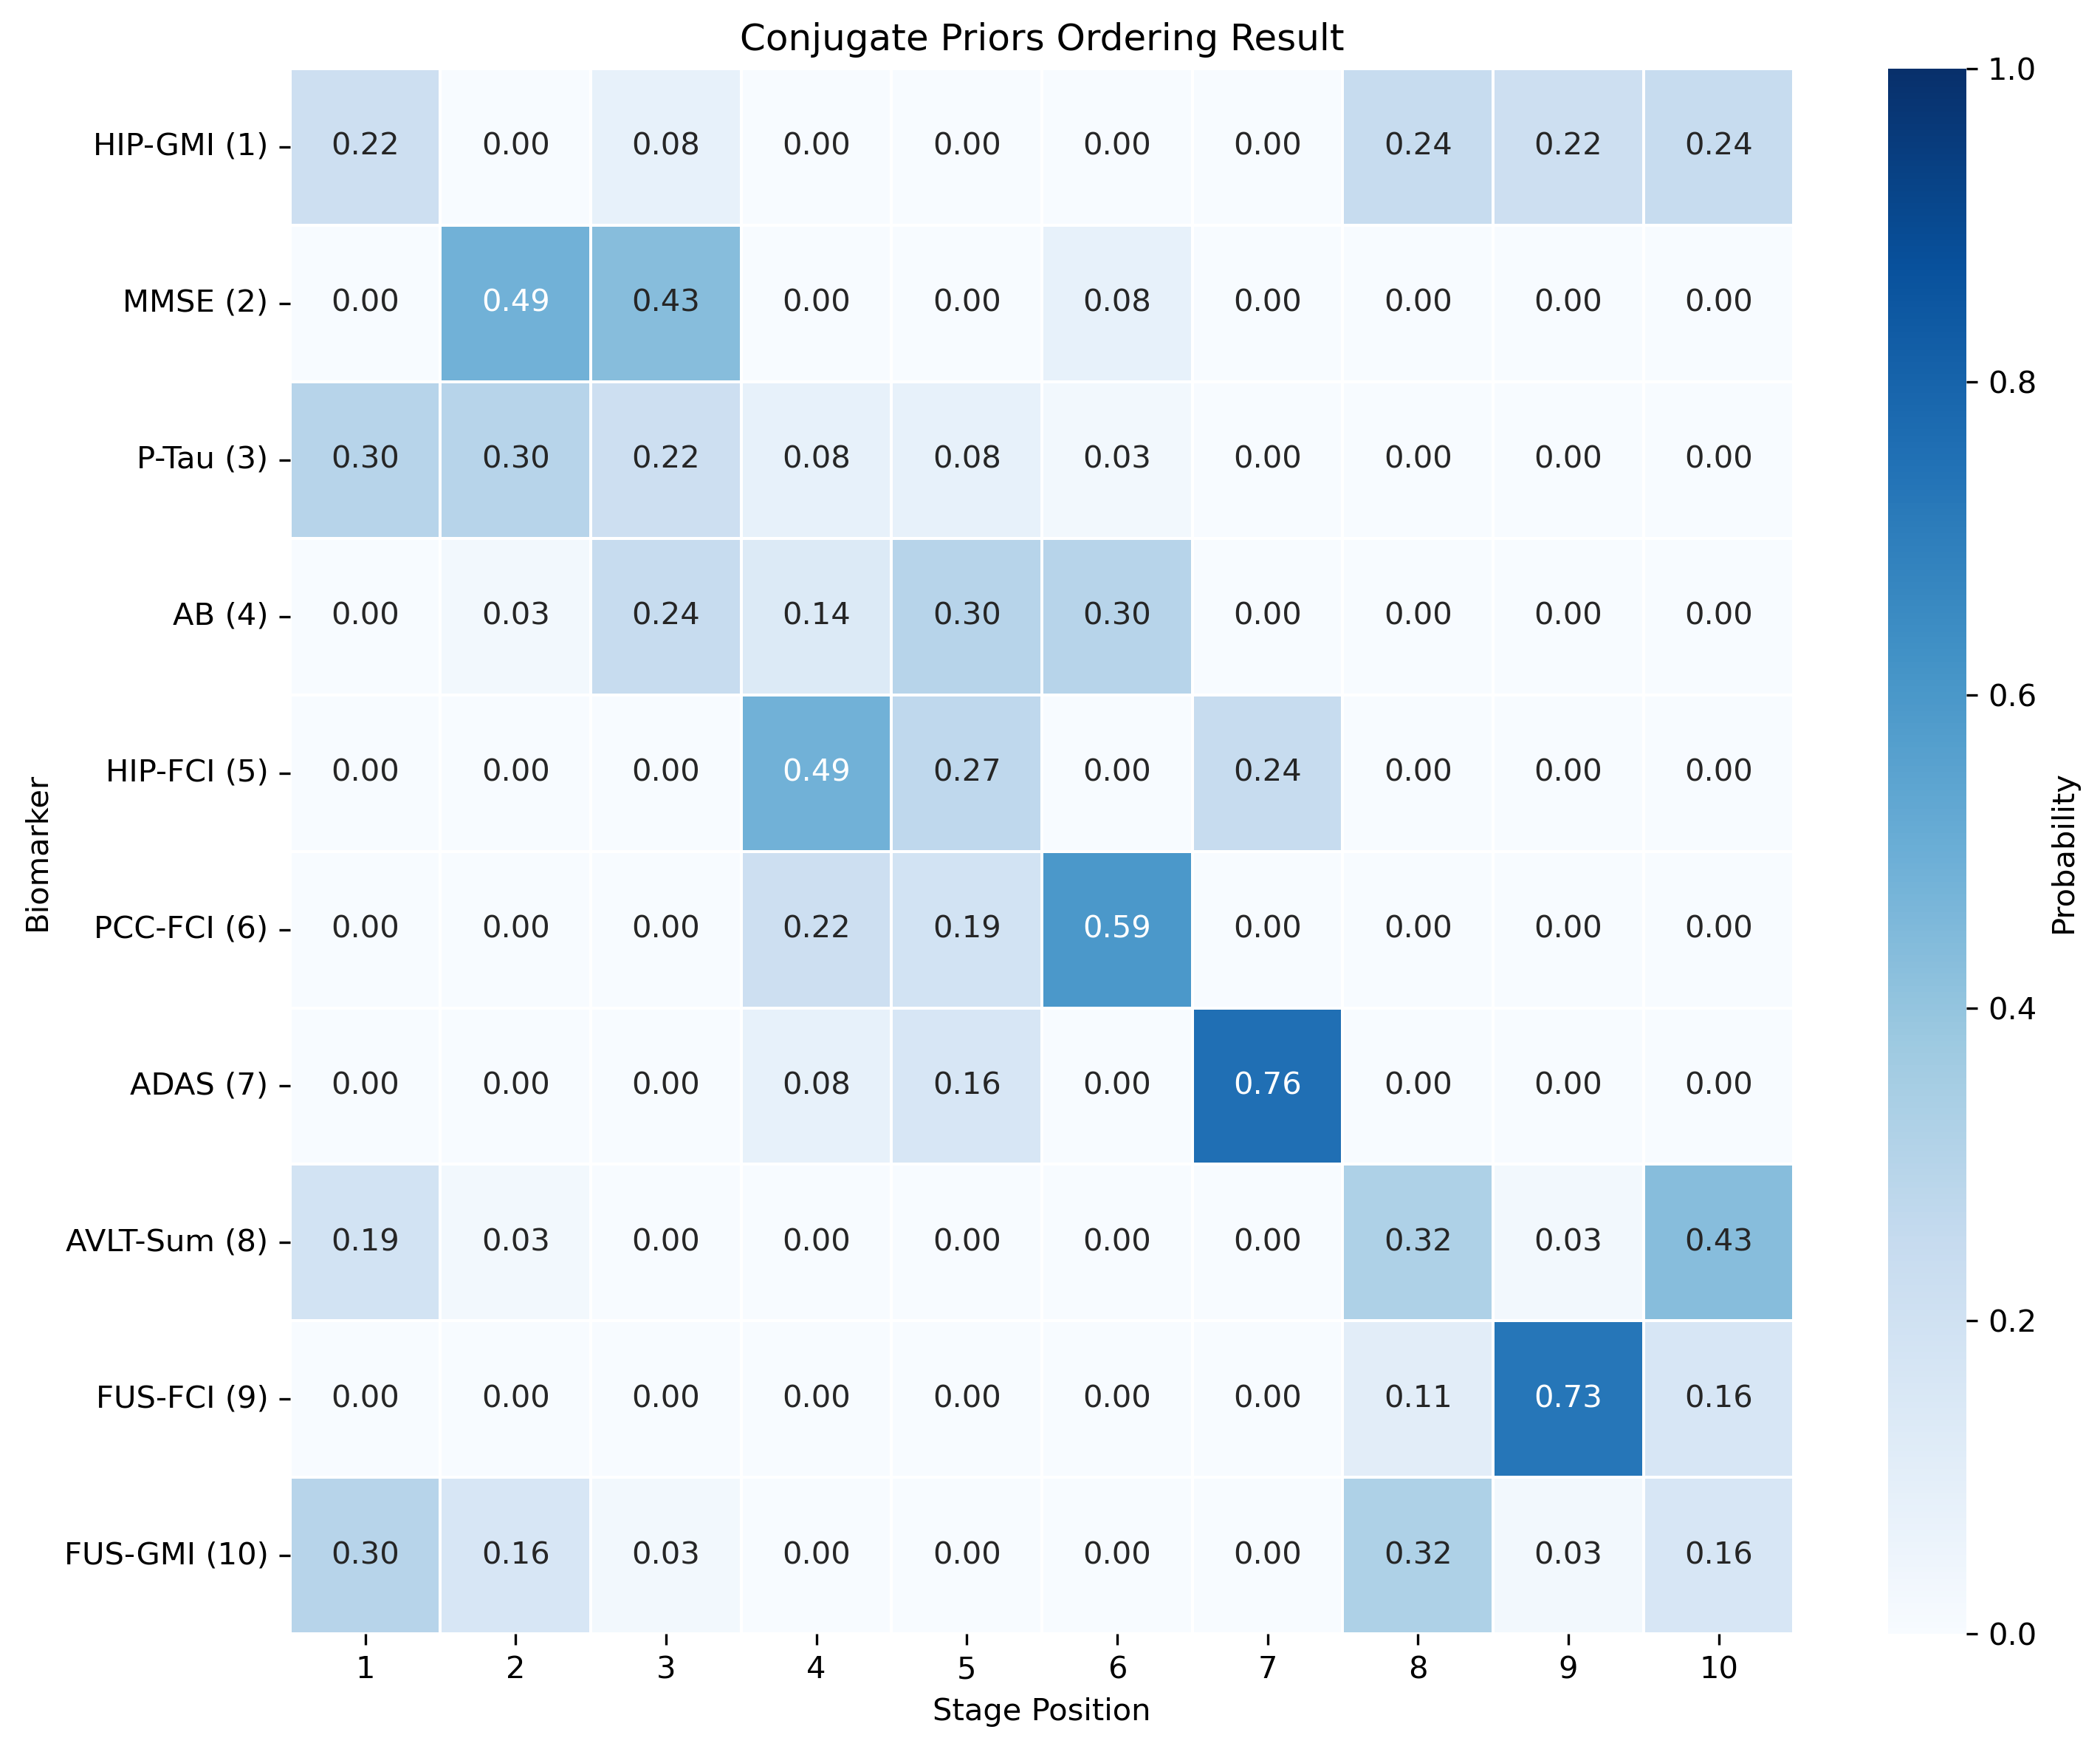 Conjugate Priors Ordering Result
HIP-GMI (1) 0.22 0.00 0.08 0.00 0.00 0.00 0.00 0.24 0.22 0.24
MMSE (2) 0.00 0.49 0.43 0.00 0.00 0.08 0.00 0.00 0.00 0.00
P-Tau (3) 0.30 0.30 0.22 0.08 0.08 0.03 0.00 0.00 0.00 0.00
AB (4) 0.00 0.03 0.24 0.14 0.30 0.30 0.00 0.00 0.00 0.00
HIP-FCI (5) 0.00 0.00 0.00 0.49 0.27 0.00 0.24 0.00 0.00 0.00
PCC-FCI (6) 0.00 0.00 0.00 0.22 0.19 0.59 0.00 0.00 0.00 0.00
ADAS (7) 0.00 0.00 0.00 0.08 0.16 0.00 0.76 0.00 0.00 0.00
AVLT-Sum (8) 0.19 0.03 0.00 0.00 0.00 0.00 0.00 0.32 0.03 0.43
FUS-FCI (9) 0.00 0.00 0.00 0.00 0.00 0.00 0.00 0.11 0.73 0.16
FUS-GMI (10) 0.30 0.16 0.03 0.00 0.00 0.00 0.00 0.32 0.03 0.16
1 2 3 4 5 6 7 8 9 10
Stage Position
Biomarker
1.0
0.8
0.6
0.4
0.2
0.0
Probability